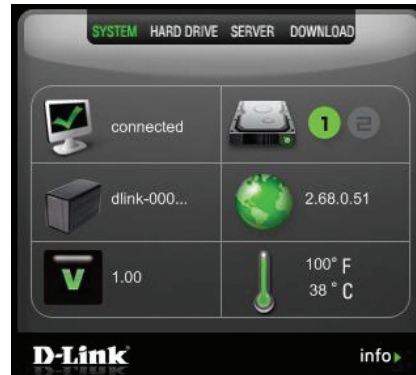 SYSTEM HARD DRIVE SERVER DOWNLOAD
connected
1 2
dlink-000...
2.68.0.51
V
1.00
100° F
38 ° C
D-Link
info